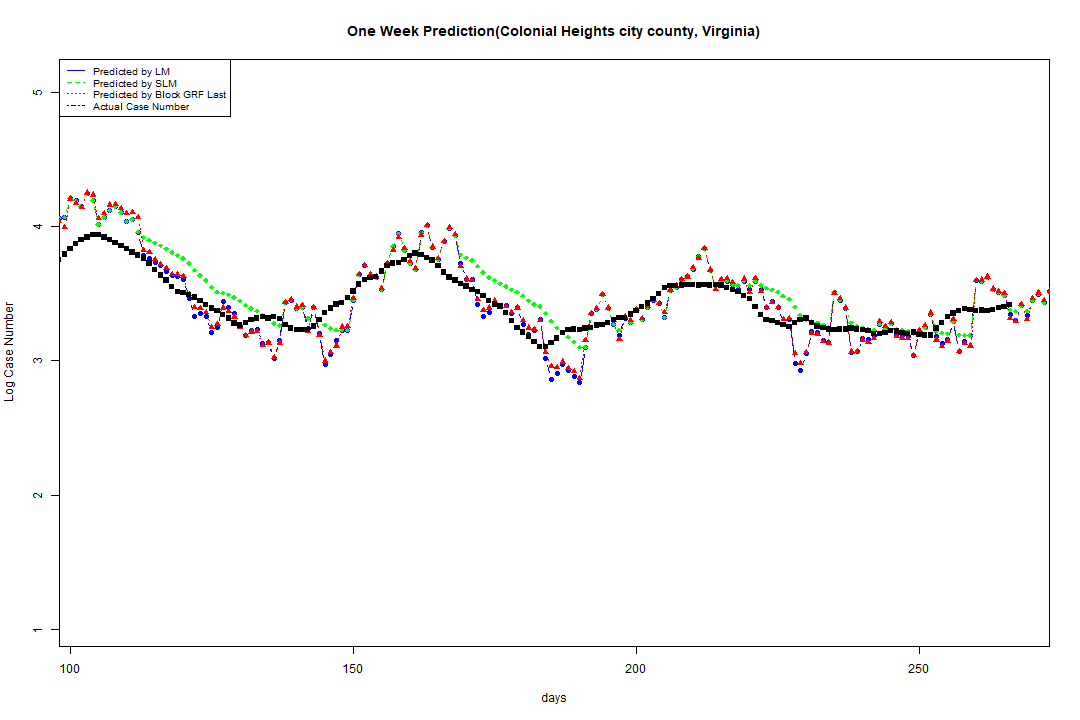 One Week Prediction(Colonial Heights city county, Virginia)
Predicted by LM
Predicted by SLM
Predicted by Block GRF Last
Actual Case Number
5
4
3
2
1
Log Case Number
100 150 200 250
days